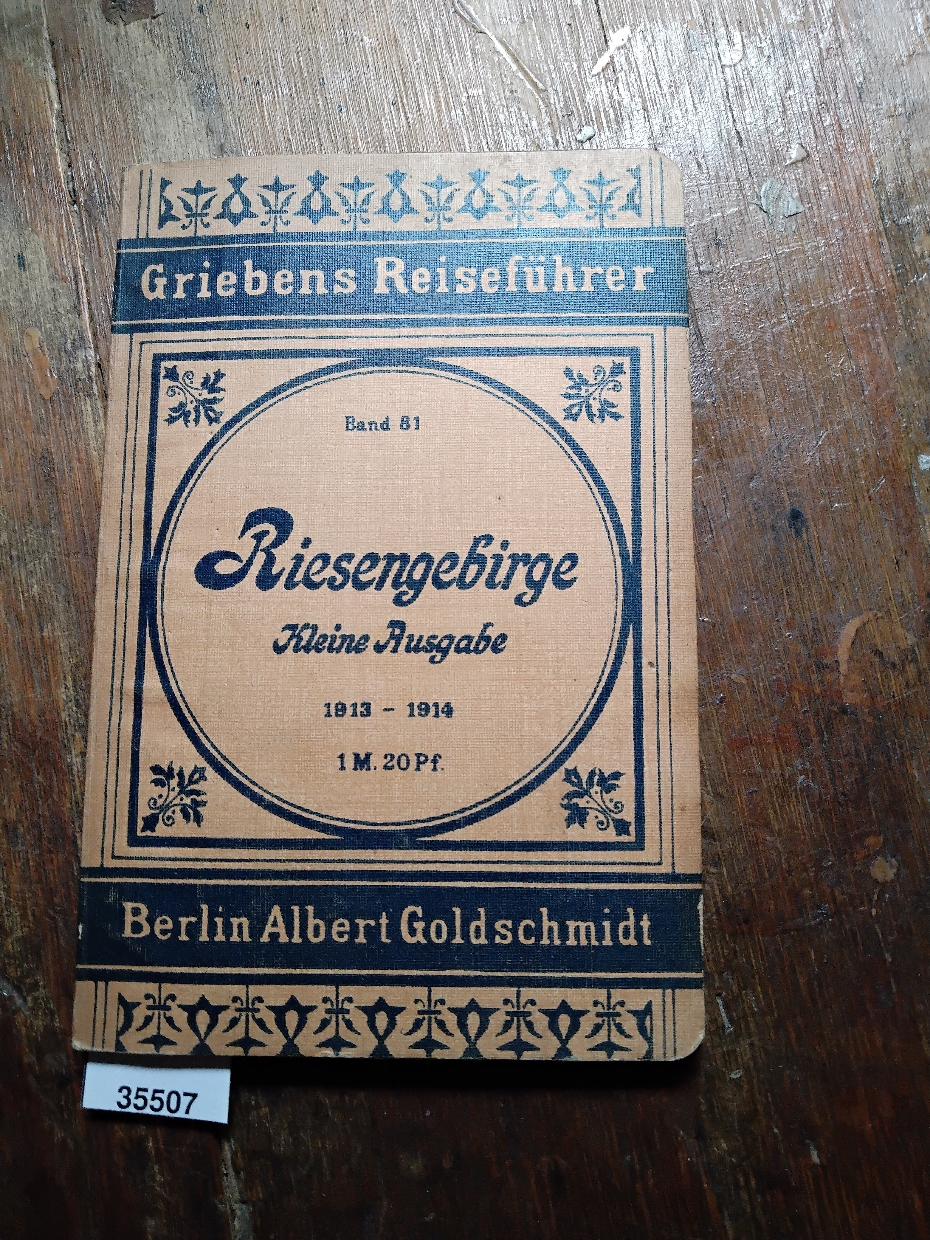 Griebens Reiseführer
Band 81
Riesengebirge
Kleine Ausgabe
1913 - 1914
1 M. 20 Pf.
Berlin Albert Goldschmidt
35507